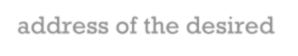 address of the desired